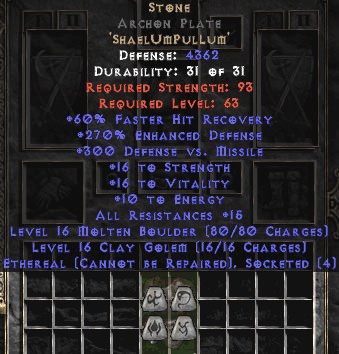 Stone
Archon Plate
'ShaelUmPulLum'
Defense: 4362
Durability: 31 of 31
Required Strength: 93
Required Level: 63
+60% Faster Hit Recovery
+270% Enhanced Defense
+300 Defense vs. Missile
+16 to Strength
+16 to Vitality
+10 to Energy
All Resistances +15
Level 16 Molten Boulder (80/80 Charges)
Level 16 Clay Golem (16/16 Charges)
Ethereal (Cannot be Repaired), Socketed (4)